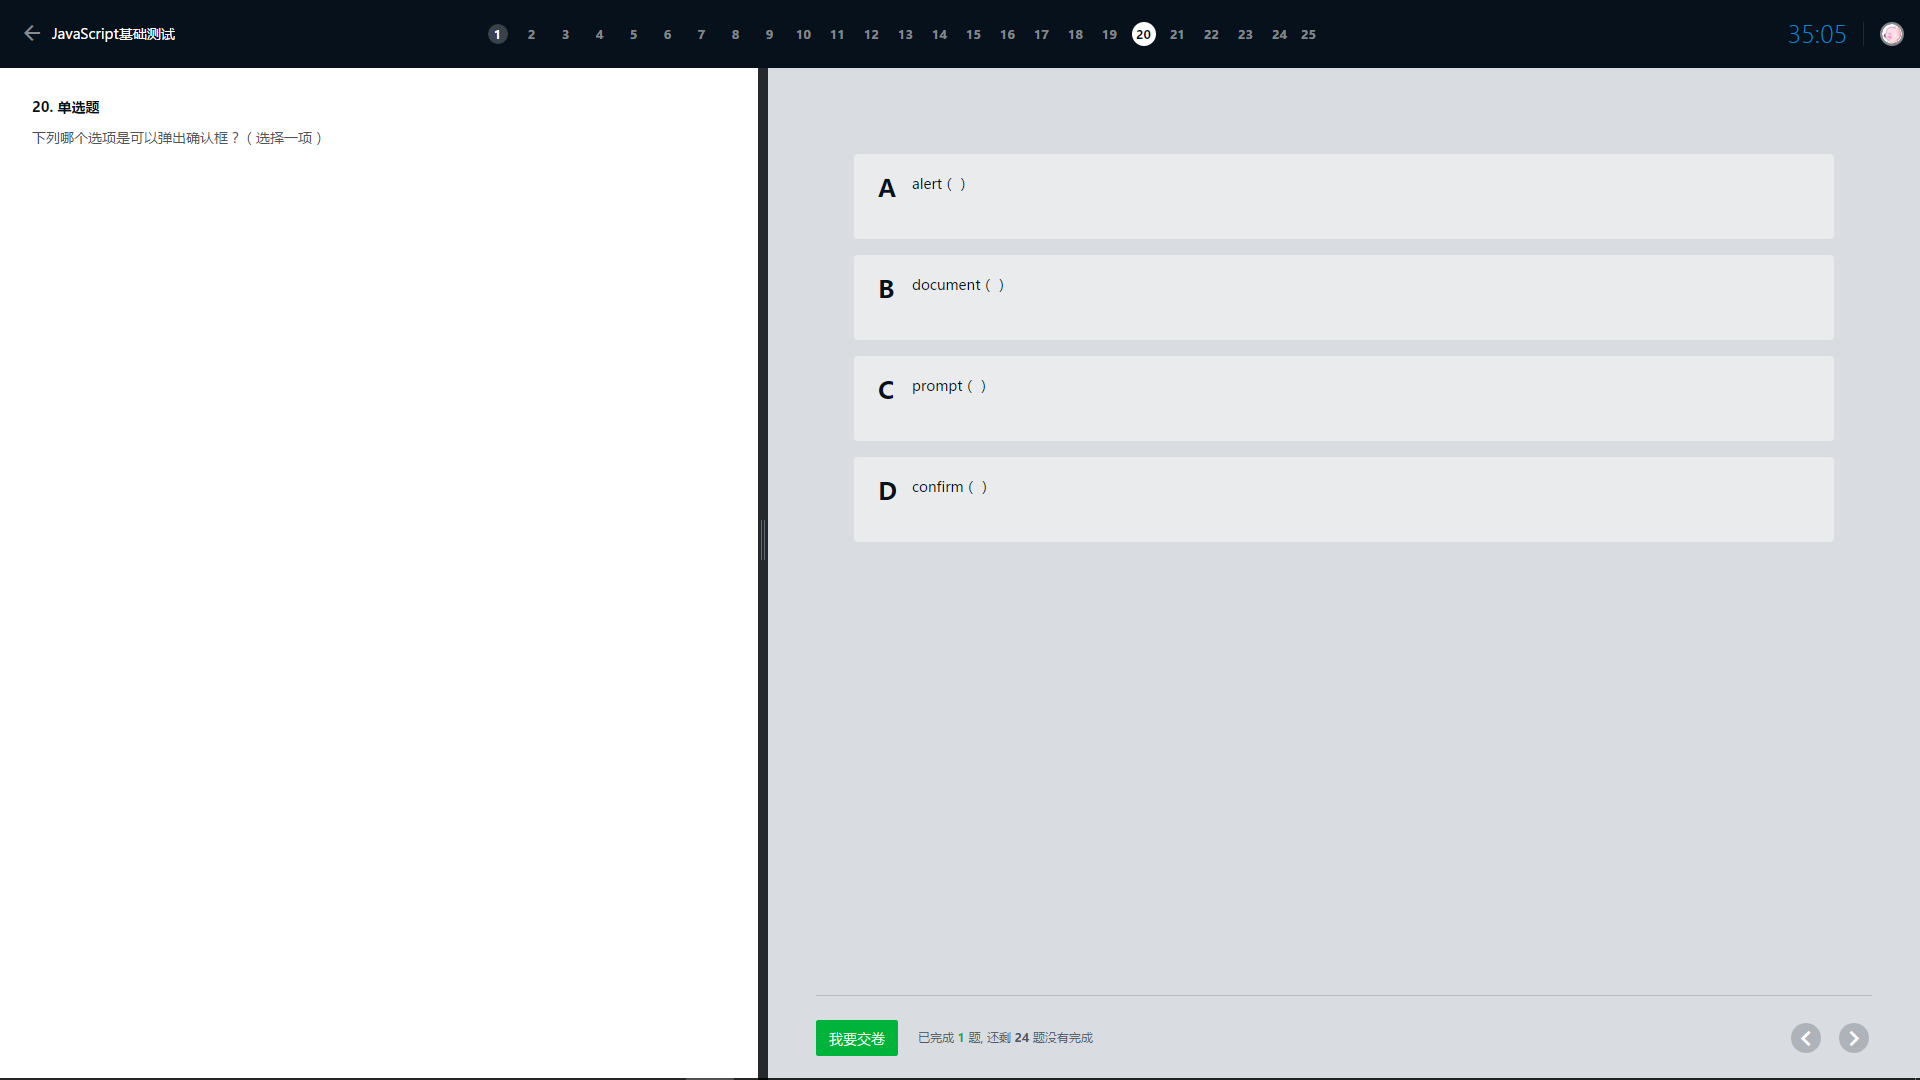 JavaScript基础测试
1 2 3 4 5 6 7 8 9 10 11 12 13 14 15 16 17 18 19 20 21 22 23 24 25
35:05
20. 单选题
下列哪个选项是可以弹出确认框？（选择一项）
A alert（ ）
B document（ ）
C prompt（ ）
D confirm（ ）
我要交卷
已完成 1 题, 还剩 24 题没有完成